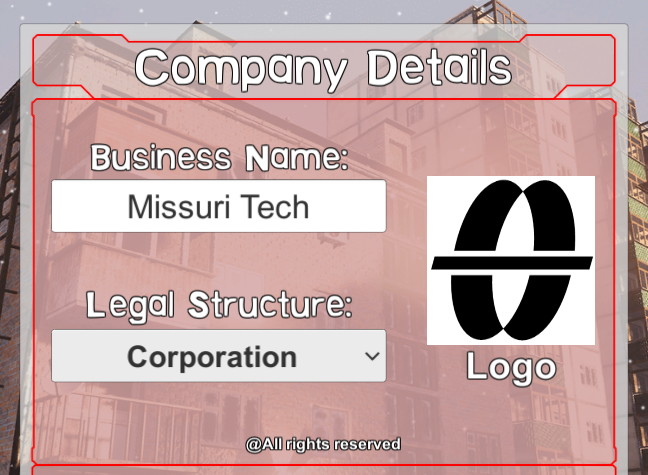 Company Details
Business Name:
Missuri Tech
Legal Structure:
Corporation
Logo
@All rights reserved